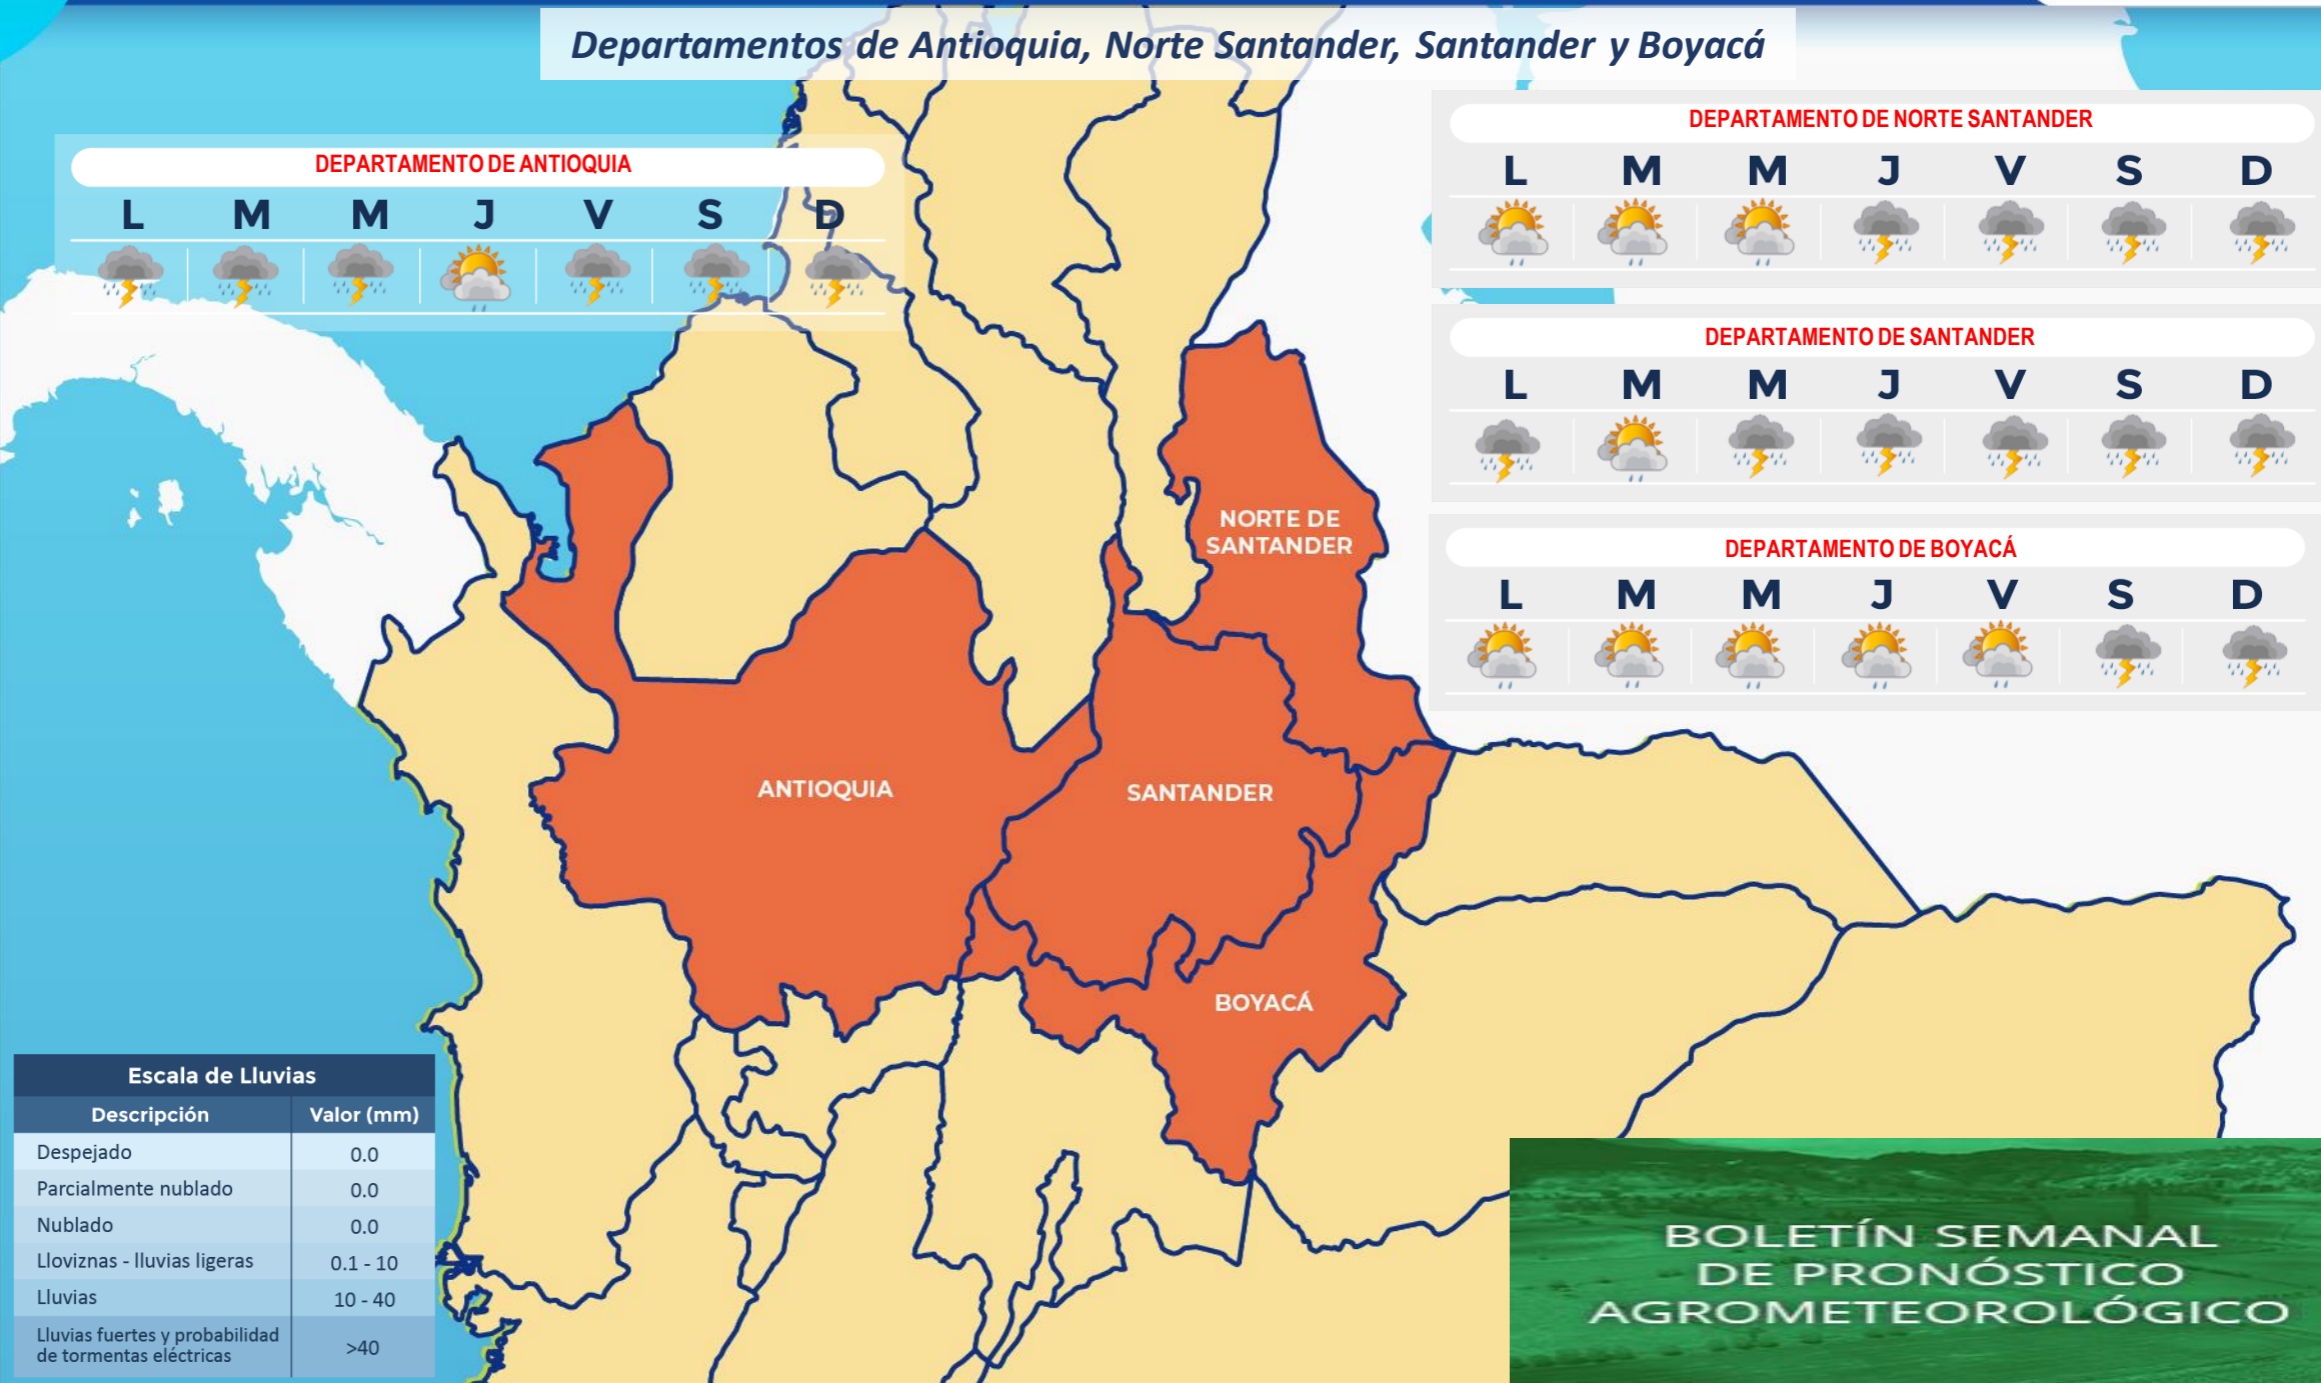 Departamentos de Antioquia, Norte Santander, Santander y Boyacá
DEPARTAMENTO DE ANTIOQUIA
L M M J V S D
DEPARTAMENTO DE NORTE SANTANDER
L M M J V S D
DEPARTAMENTO DE SANTANDER
L M M J V S D
DEPARTAMENTO DE BOYACÁ
L M M J V S D
NORTE DE
SANTANDER
ANTIOQUIA
SANTANDER
BOYACÁ
Escala de Lluvias
Descripción Valor (mm)
Despejado 0.0
Parcialmente nublado 0.0
Nublado 0.0
Lloviznas - lluvias ligeras 0.1 - 10
Lluvias 10 - 40
Lluvias fuertes y probabilidad
de tormentas eléctricas >40
BOLETÍN SEMANAL
DE PRONÓSTICO
AGROMETEOROLÓGICO